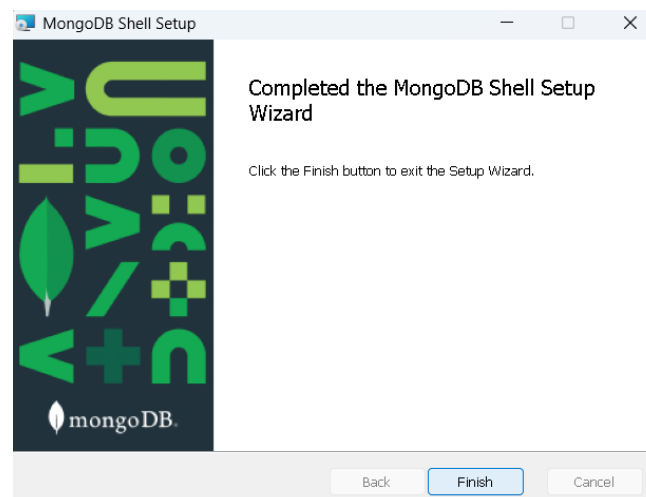 MongoDB Shell Setup
Completed the MongoDB Shell Setup
Wizard
Click the Finish button to exit the Setup Wizard.
mongoDB.
Back
Finish
Cancel